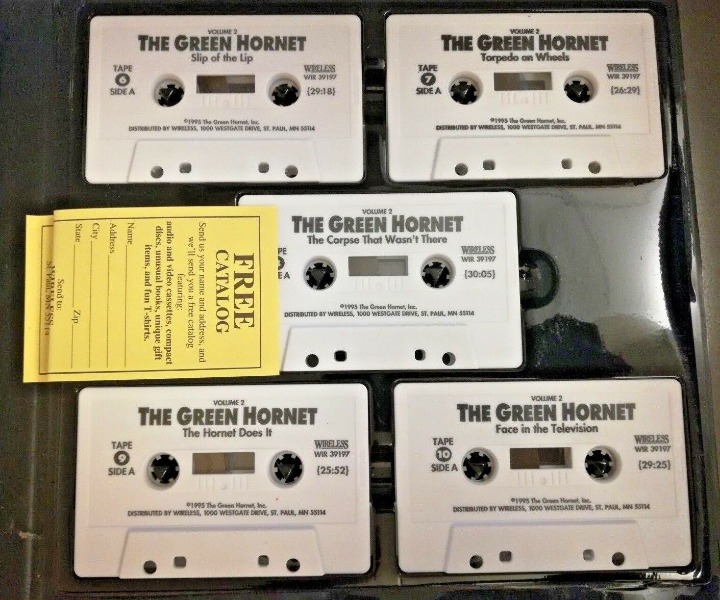 VOLUME 2
THE GREEN HORNET
Slip of the Lip
TAPE
6
SIDE A
WIRELESS
WIR 39197
{29:18}
©1995 The Green Hornet, Inc.
DISTRIBUTED BY WIRELESS, 1000 WESTGATE DRIVE, ST. PAUL, MN 55114
VOLUME 2
THE GREEN HORNET
Torpedo on Wheels
TAPE
7
SIDE A
WIRELESS
WIR 39197
{26:29}
©1995 The Green Hornet, Inc.
DISTRIBUTED BY WIRELESS, 1000 WESTGATE DRIVE, ST. PAUL, MN 55114
VOLUME 2
THE GREEN HORNET
The Corpse That Wasn't There
A
WIRELESS
WIR 39197
{30:05}
©1995 The Green Hornet, Inc.
DISTRIBUTED BY WIRELESS, 1000 WESTGATE DRIVE, ST. PAUL, MN 55114
FREE
CATALOG
Send us your name and address, and
we'll send you a free catalog
featuring:
audio and video cassettes, compact
discs, unusual books, unique gift
items, and fun T-shirts.
Name
Address
City
State Zip
Send to:
VOLUME 2
THE GREEN HORNET
The Hornet Does It
TAPE
9
SIDE A
WIRELESS
WIR 39197
{25:52}
©1995 The Green Hornet, Inc.
DISTRIBUTED BY WIRELESS, 1000 WESTGATE DRIVE, ST. PAUL, MN 55114
VOLUME 2
THE GREEN HORNET
Face in the Television
TAPE
10
SIDE A
WIRELESS
WIR 39197
{29:25}
©1995 The Green Hornet, Inc.
DISTRIBUTED BY WIRELESS, 1000 WESTGATE DRIVE, ST. PAUL, MN 55114